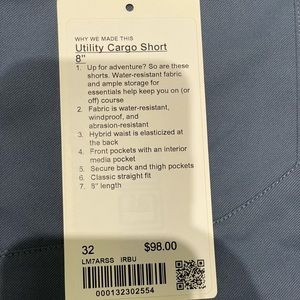 WHY WE MADE THIS
Utility Cargo Short
8"
1. Up for adventure? So are these
shorts. Water-resistant fabric
and ample storage for
essentials help keep you on (or
off) course
2. Fabric is water-resistant,
windproof, and
abrasion-resistant
3. Hybrid waist is elasticized at
the back
4. Front pockets with an interior
media pocket
5. Secure back and thigh pockets
6. Classic straight fit
7. 8" length
32 $98.00
LM7ARSS IRBU
000132302554